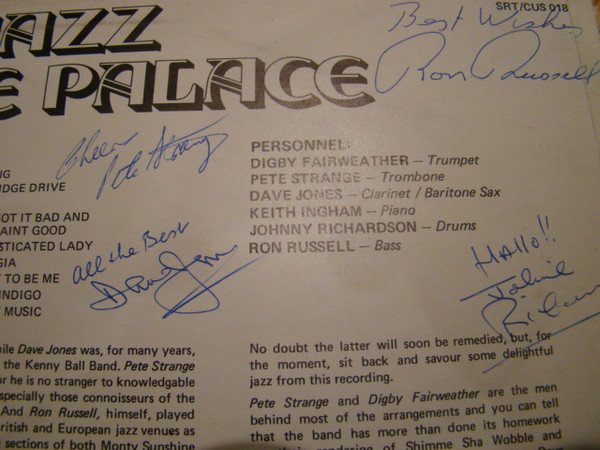 SRT/CUS 018
Best Wishes
Ron Russell
JAZZ
E PALACE
Cheers
Pete Strange
PERSONNEL:
DIGBY FAIRWEATHER – Trumpet
PETE STRANGE – Trombone
DAVE JONES – Clarinet / Baritone Sax
KEITH INGHAM – Piano
JOHNNY RICHARDSON – Drums
RON RUSSELL – Bass
NG
IDGE DRIVE
OT IT BAD AND
AINT GOOD
STICATED LADY
GIA
T TO BE ME
INDIGO
T MUSIC
all the Best
Dave Jones
HALLO!!
hile Dave Jones was, for many years,
the Kenny Ball Band. Pete Strange
or he is no stranger to knowledgable
specially those connoisseurs of the
And Ron Russell, himself, played
ritish and European jazz venues as
sections of both Monty Sunshine
No doubt the latter will soon be remedied, but, for
the moment, sit back and savour some delightful
jazz from this recording.
Pete Strange and Digby Fairweather are the men
behind most of the arrangements and you can tell
that the band has more than done its homework
rendering of Shimme Sha Wobble and